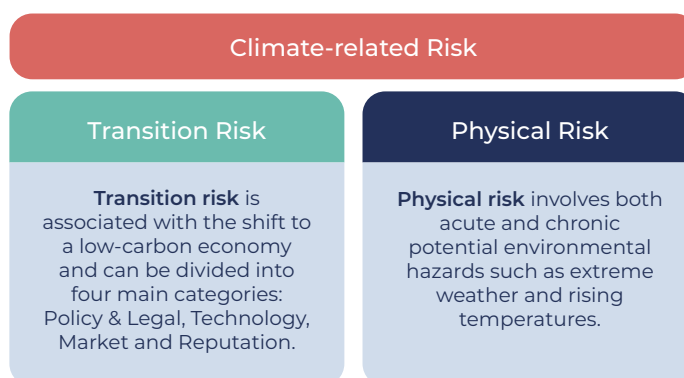 Climate-related Risk
Transition Risk
Transition risk is
associated with the shift to
a low-carbon economy
and can be divided into
four main categories:
Policy & Legal, Technology,
Market and Reputation.
Physical Risk
Physical risk involves both
acute and chronic
potential environmental
hazards such as extreme
weather and rising
temperatures.